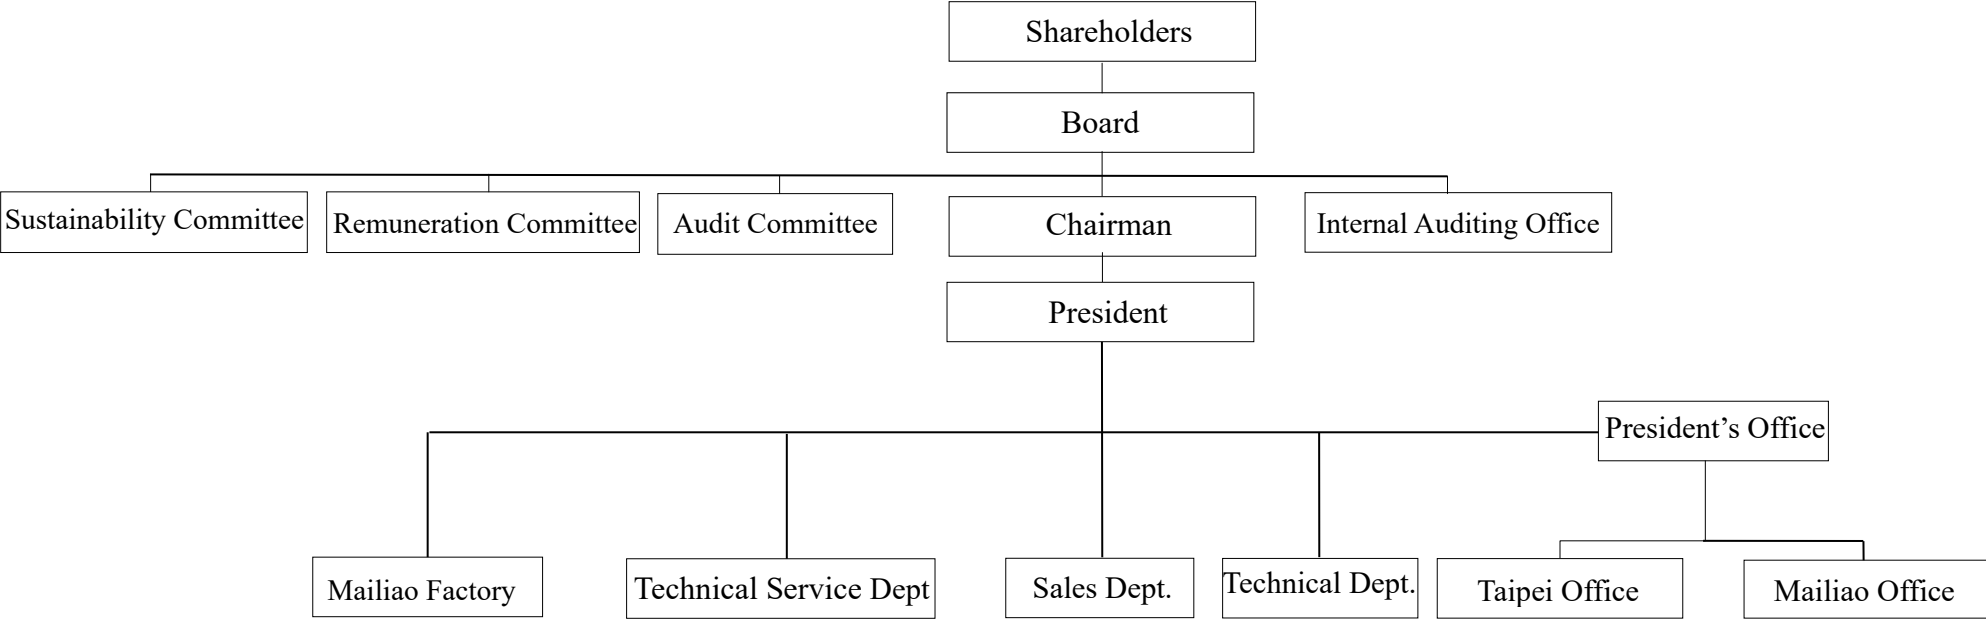 Shareholders
Board
Sustainability Committee
Remuneration Committee
Audit Committee
Chairman
Internal Auditing Office
President
President’s Office
Mailiao Factory
Technical Service Dept
Sales Dept.
Technical Dept.
Taipei Office
Mailiao Office